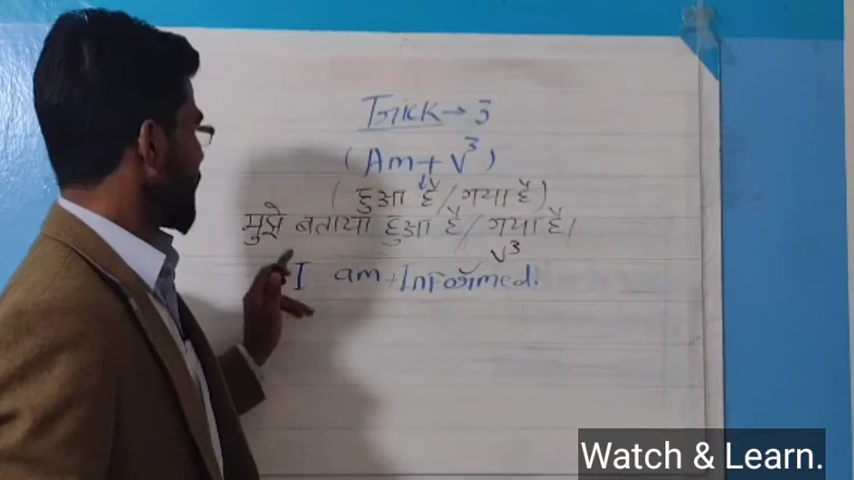 Trick → 3
(Am + V³)
( हुआ है / गया है )
मुझे बताया हुआ है / गया है।
V³
I am + Informed.
Watch & Learn.